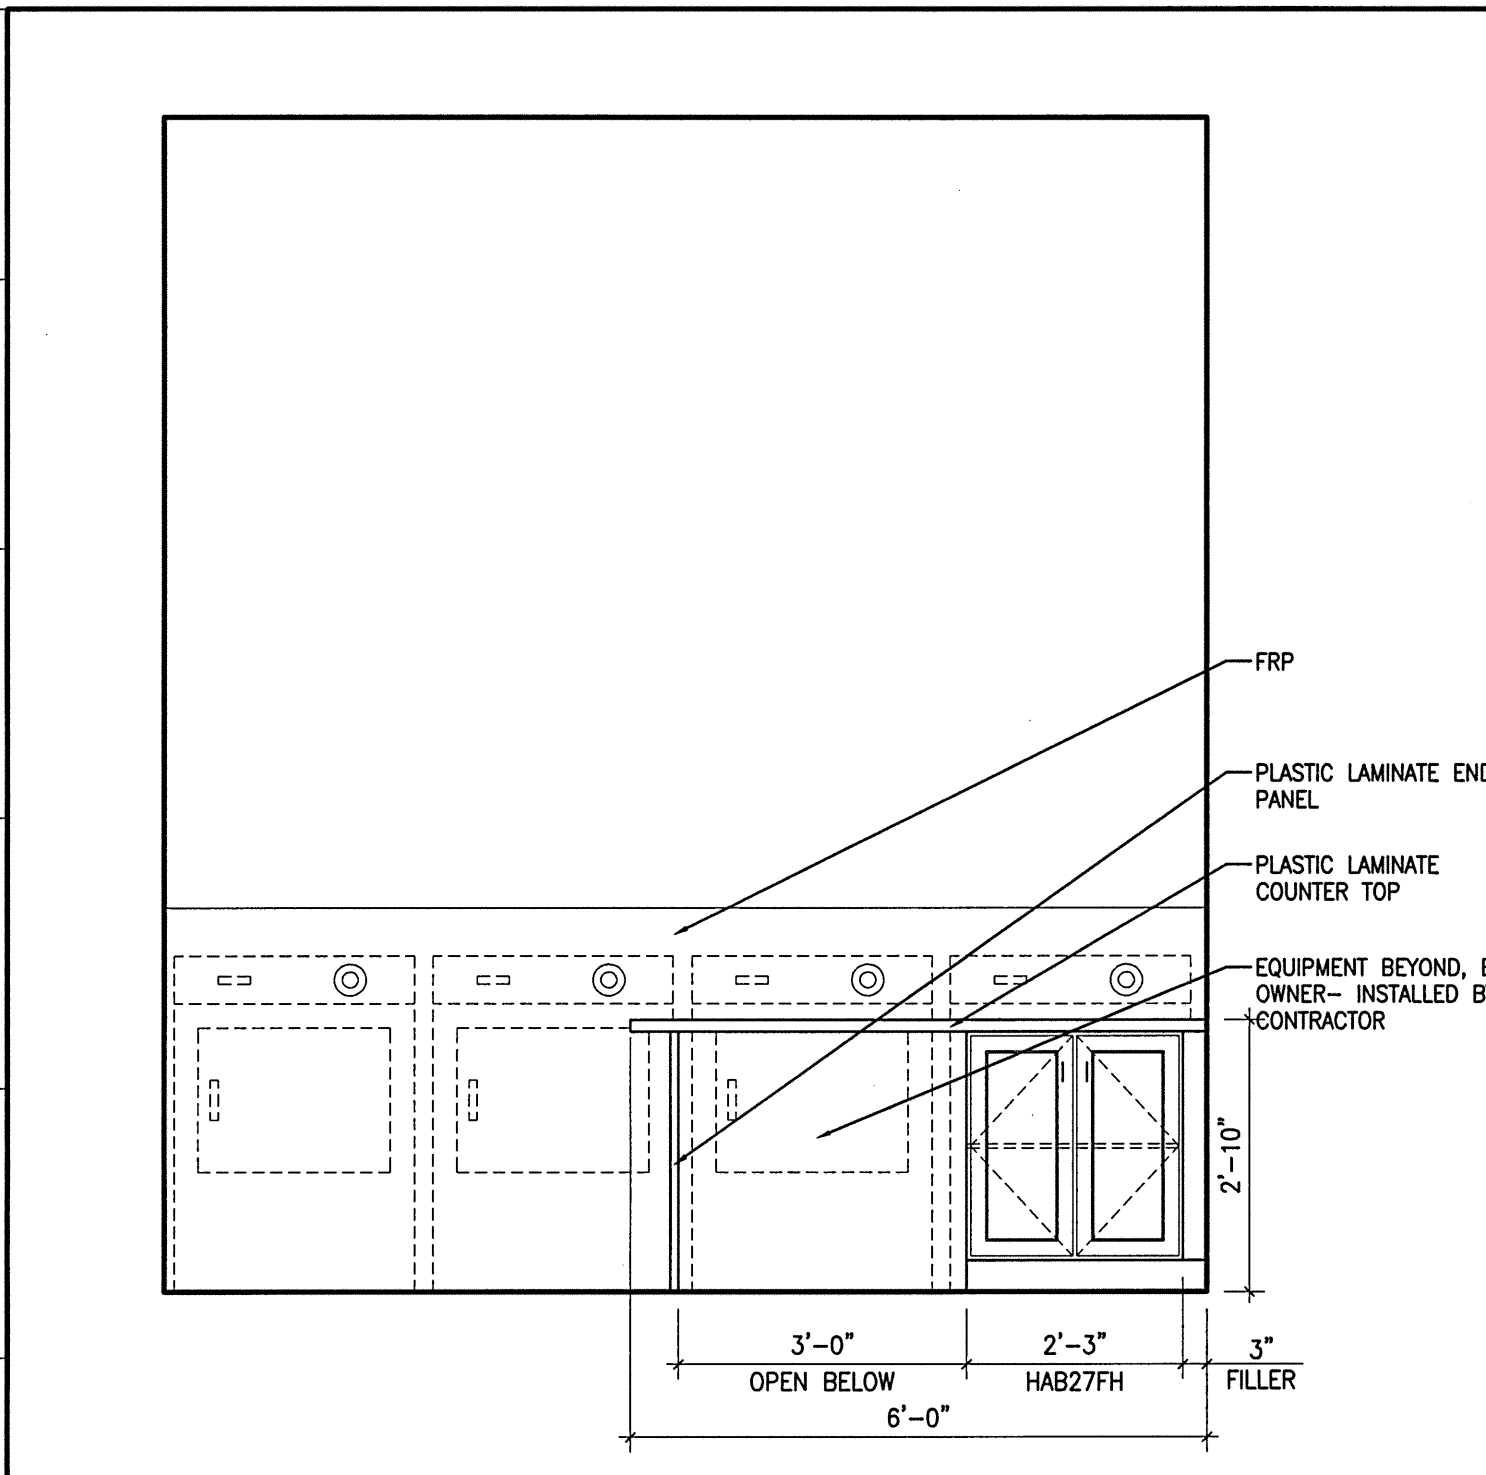 FRP
PLASTIC LAMINATE END
PANEL
PLASTIC LAMINATE
COUNTER TOP
EQUIPMENT BEYOND,
OWNER– INSTALLED
CONTRACTOR
2'–10"
3'–0"
OPEN BELOW
2'–3"
HAB27FH
3"
FILLER
6'–0"